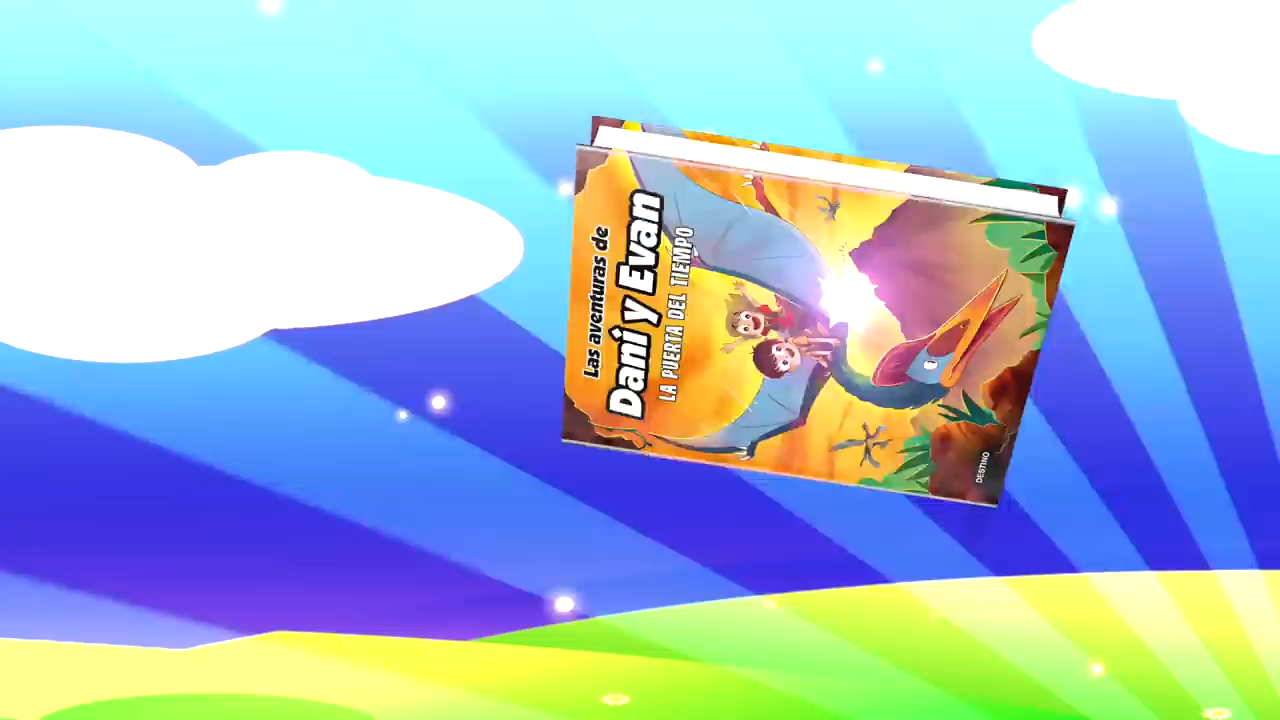 Las aventuras de
Dani y Evan
LA PUERTA DEL TIEMPO
DESTINO